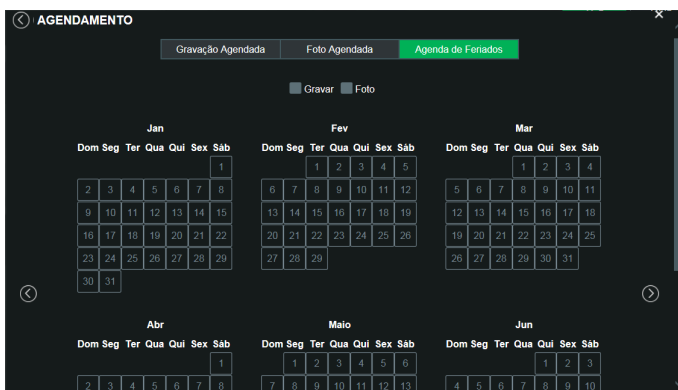 AGENDAMENTO
Gravação Agendada Foto Agendada Agenda de Feriados
Gravar Foto
Jan Fev Mar
Dom Seg Ter Qua Qui Sex Sáb Dom Seg Ter Qua Qui Sex Sáb Dom Seg Ter Qua Qui Sex Sáb
1 1 2 3 4 5 1 2 3 4
2 3 4 5 6 7 8 6 7 8 9 10 11 12 5 6 7 8 9 10 11
9 10 11 12 13 14 15 13 14 15 16 17 18 19 12 13 14 15 16 17 18
16 17 18 19 20 21 22 20 21 22 23 24 25 26 19 20 21 22 23 24 25
23 24 25 26 27 28 29 27 28 29 26 27 28 29 30 31
30 31
Abr Maio Jun
Dom Seg Ter Qua Qui Sex Sáb Dom Seg Ter Qua Qui Sex Sáb Dom Seg Ter Qua Qui Sex Sáb
1 1 2 3 4 5 6 1 2 3
2 3 4 5 6 7 8 7 8 9 10 11 12 13 4 5 6 7 8 9 10